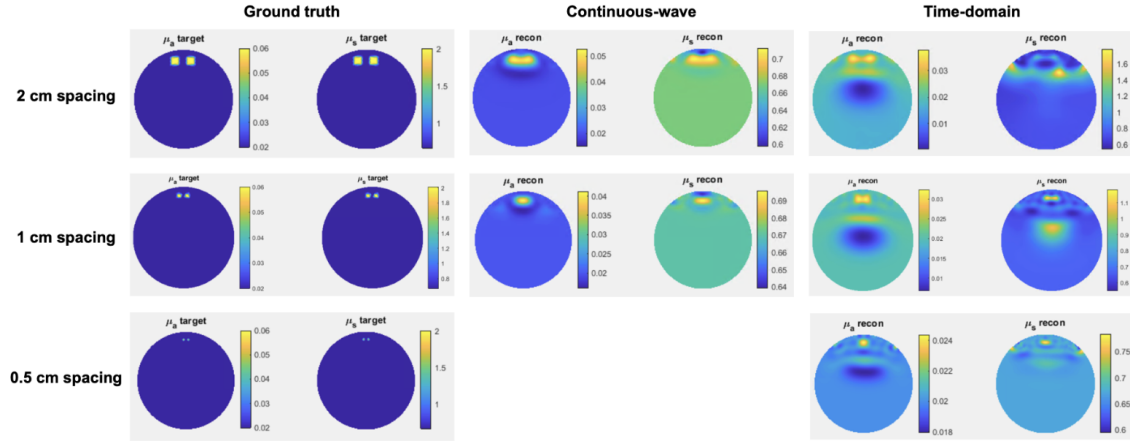 Ground truth Continuous-wave Time-domain
2 cm spacing
μa target μs target μa recon μs recon μa recon μs recon
0.06 2 0.05 0.7 0.03 1.6
0.05 1.5 0.04 0.68 0.02 1.4
0.04 1 0.03 0.66 0.01 1.2
0.03 0.02 0.64 1
0.02 0.62 0.8
0.6 0.6
1 cm spacing
μa target μs target μa recon μs recon μa recon μs recon
0.06 2 0.04 0.69 0.03 1.1
0.05 1.8 0.035 0.68 0.025 1
0.04 1.6 0.03 0.67 0.02 0.9
0.03 1.4 0.025 0.66 0.015 0.8
0.02 1.2 0.02 0.65 0.01 0.7
1 0.64 0.6
0.8
0.5 cm spacing
μa target μs target μa recon μs recon
0.06 2 0.024 0.75
0.05 1.5 0.022 0.7
0.04 1 0.02 0.65
0.03 0.018 0.6
0.02